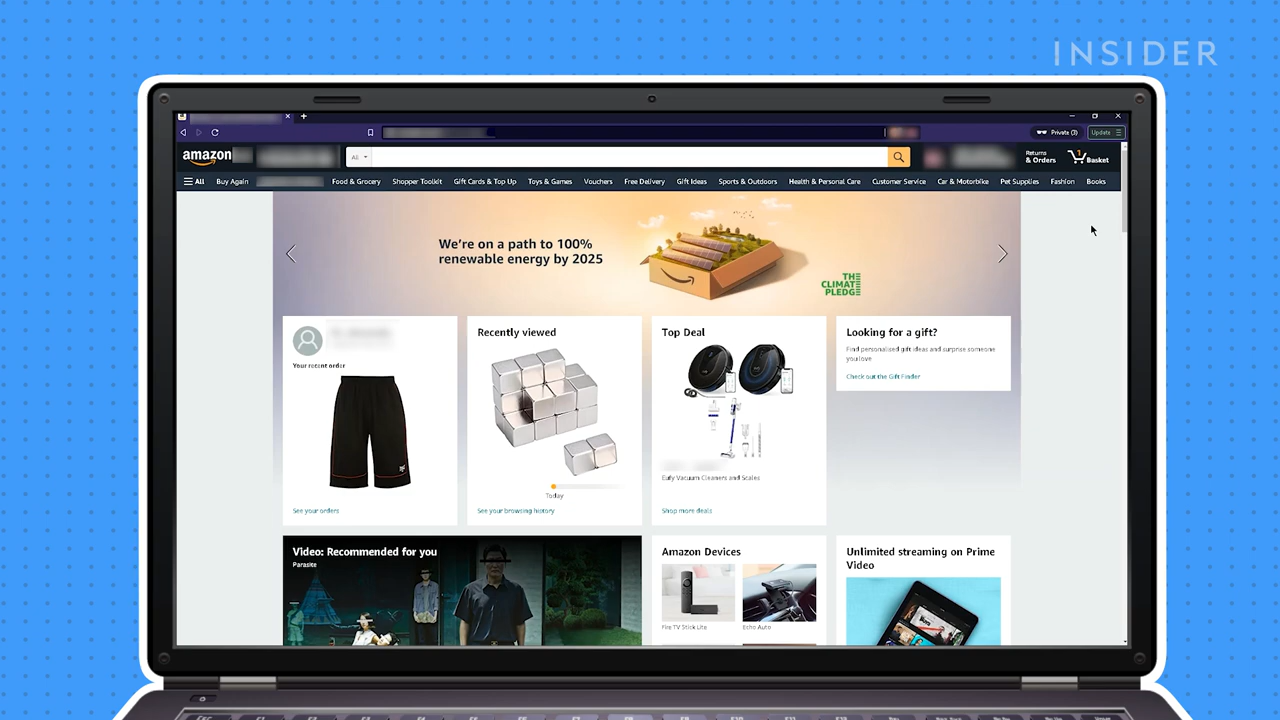 INSIDER
Private (3)
Update
amazon
All
Returns
& Orders
1
Basket
All
Buy Again
Food & Grocery
Shopper Toolkit
Gift Cards & Top Up
Toys & Games
Vouchers
Free Delivery
Gift Ideas
Sports & Outdoors
Health & Personal Care
Customer Service
Car & Motorbike
Pet Supplies
Fashion
Books
We're on a path to 100%
renewable energy by 2025
THE
CLIMATE
PLEDGE
Your recent order
See your orders
Recently viewed
Today
See your browsing history
Top Deal
Eufy Vacuum Cleaners and Scales
Shop more deals
Looking for a gift?
Find personalised gift ideas and surprise someone
you love
Check out the Gift Finder
Video: Recommended for you
Parasite
Amazon Devices
Fire TV Stick Lite
Echo Auto
Unlimited streaming on Prime
Video